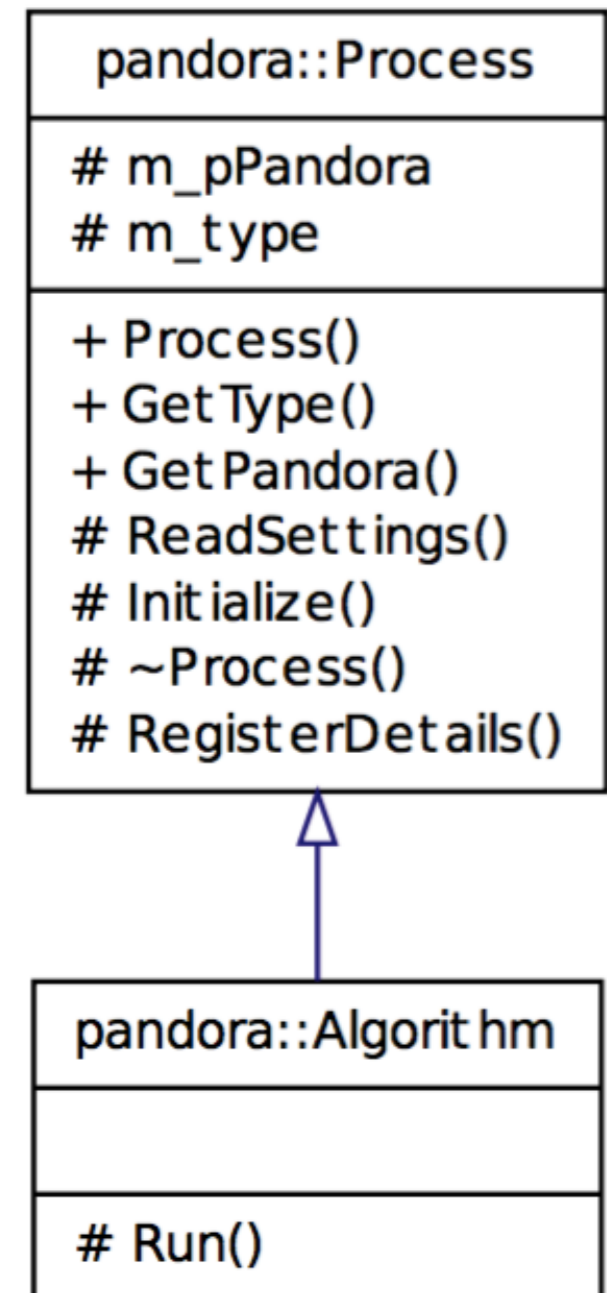 pandora::Process
# m_pPandora
# m_type
+ Process()
+ GetType()
+ GetPandora()
# ReadSettings()
# Initialize()
# ~Process()
# RegisterDetails()
pandora::Algorithm
# Run()